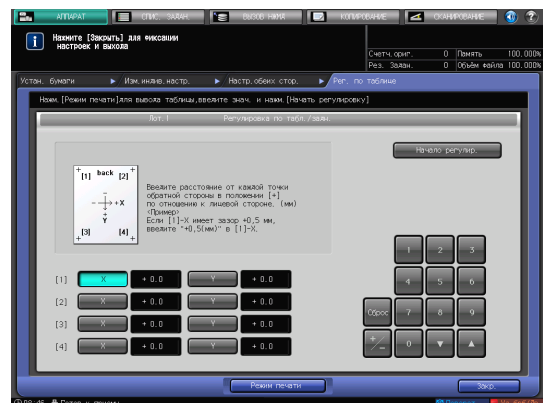 АППАРАТ СПИС. ЗАДАН. ВЫЗОВ НЖМД КОПИРОВАНИЕ СКАНИРОВАНИЕ
Нажмите [Закрыть] для фиксации
настроек и выхода
Счетч.ориг. 0 Память 100.000%
Рез. Задан. 0 Объём файла 100.000%
Устан. бумаги Изм.индив.настр. Настр.обеих стор. Рег. по таблице
Нажм.[Режим печати]для вывода таблицы,введите знач. и нажм.[Начать регулировку]
Лот.1 Регулировка по табл./задн.
Начало регулир.
[1] back [2]
+X
Y
[3] [4]
Введите расстояние от каждой точки
обратной стороны в положении [+]
по отношению к лицевой стороне. (мм)
<Пример>
Если [1]-X имеет зазор +0,5 мм,
введите "+0,5(мм)" в [1]-X.
1 2 3
4 5 6
Сброс 7 8 9
+/- 0 ▼ ▲
[1] X + 0.0 Y + 0.0
[2] X + 0.0 Y + 0.0
[3] X + 0.0 Y + 0.0
[4] X + 0.0 Y + 0.0
Режим печати Закр.